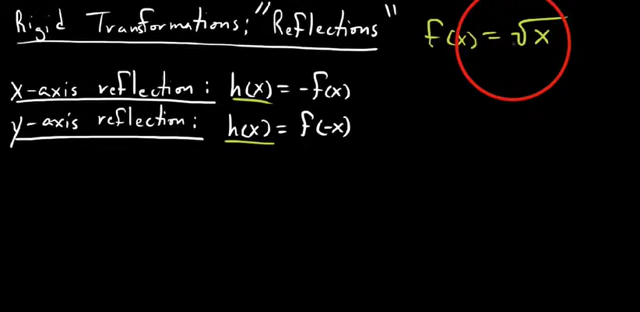 Rigid Transformations: "Reflections"
f(x) = √x
x-axis reflection: h(x) = -f(x)
y-axis reflection: h(x) = f(-x)